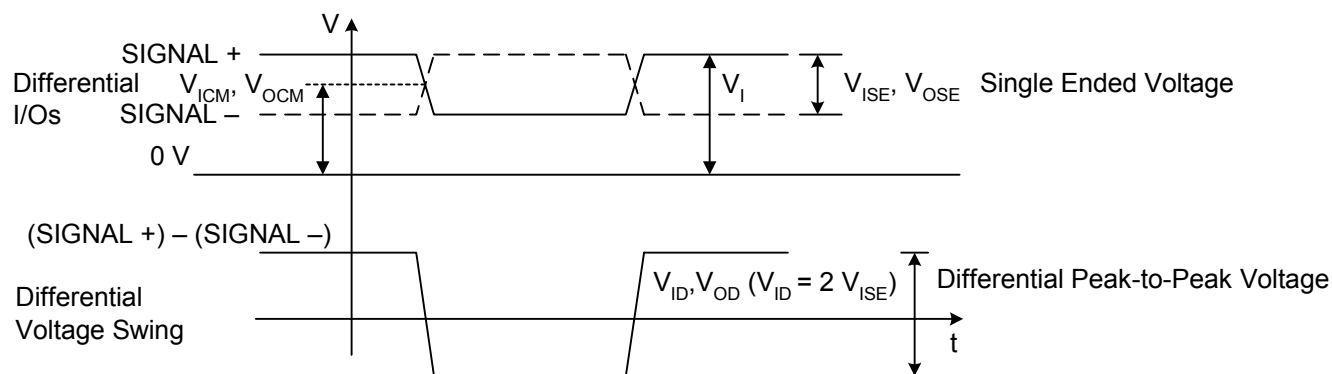 V
SIGNAL +
Differential I/Os
V_ICM, V_OCM
SIGNAL –
0 V
V_I
V_ISE, V_OSE
Single Ended Voltage
(SIGNAL +) – (SIGNAL –)
Differential Voltage Swing
V_ID,V_OD (V_ID = 2 V_ISE)
Differential Peak-to-Peak Voltage
t